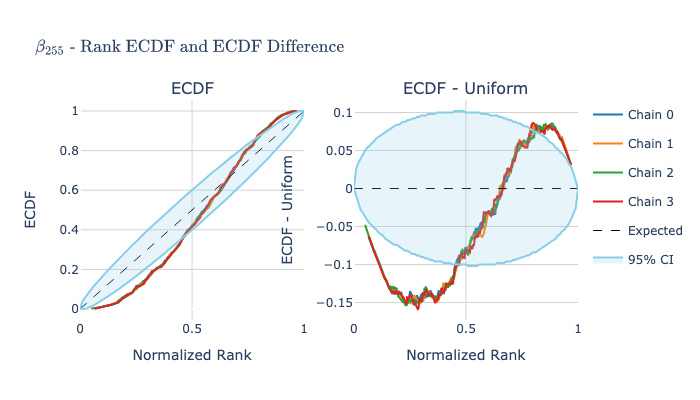 β255 - Rank ECDF and ECDF Difference
ECDF
ECDF - Uniform
1
0.8
0.6
0.4
0.2
0
ECDF
0
0.5
1
Normalized Rank
0.1
0.05
0
−0.05
−0.1
−0.15
ECDF - Uniform
0
0.5
1
Normalized Rank
Chain 0
Chain 1
Chain 2
Chain 3
Expected
95% CI